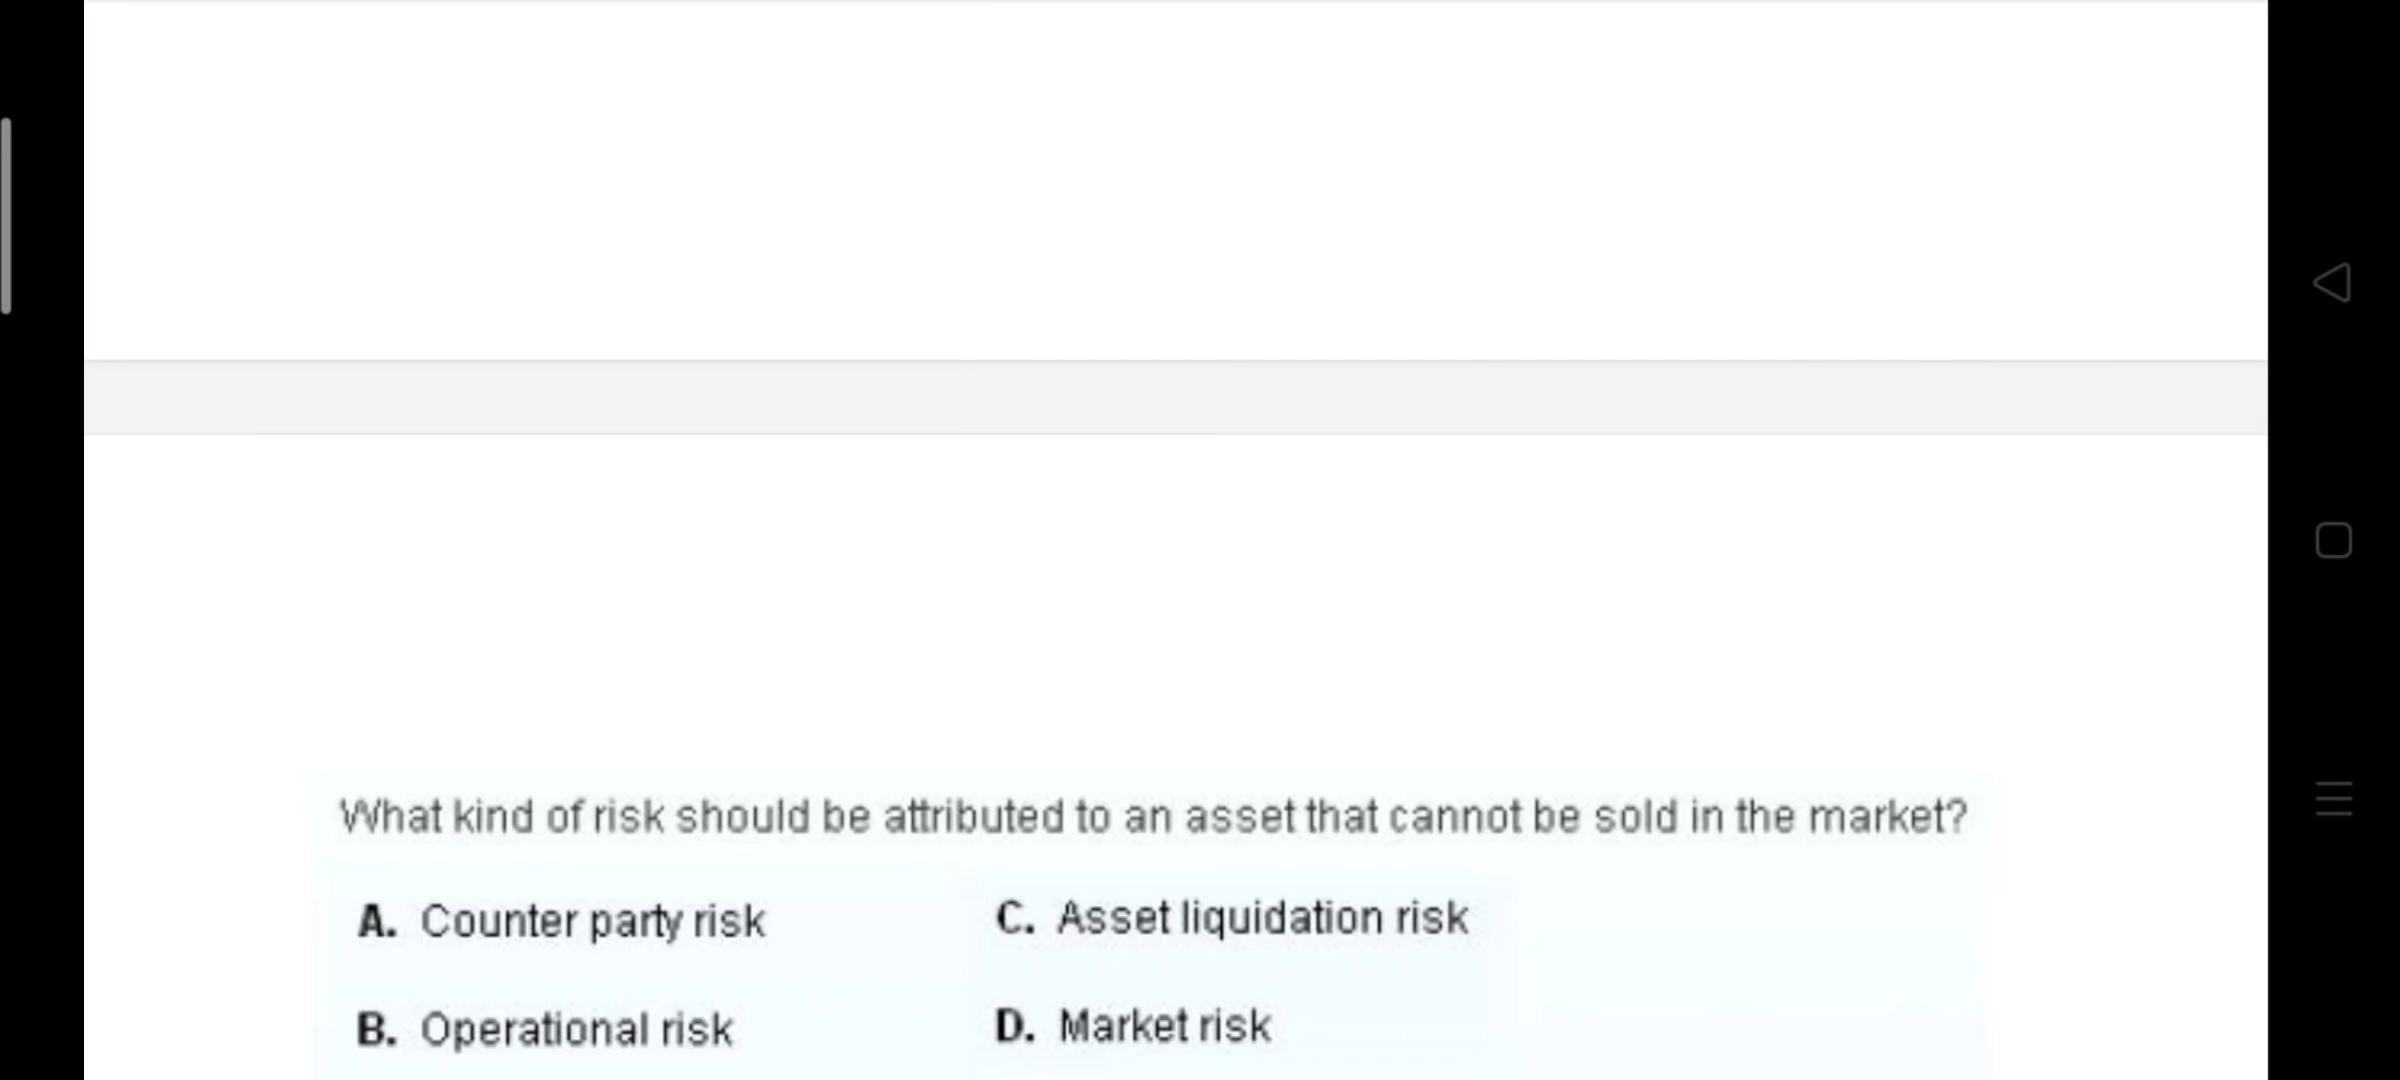 What kind of risk should be attributed to an asset that cannot be sold in the market?
A. Counter party risk
C. Asset liquidation risk
B. Operational risk
D. Market risk